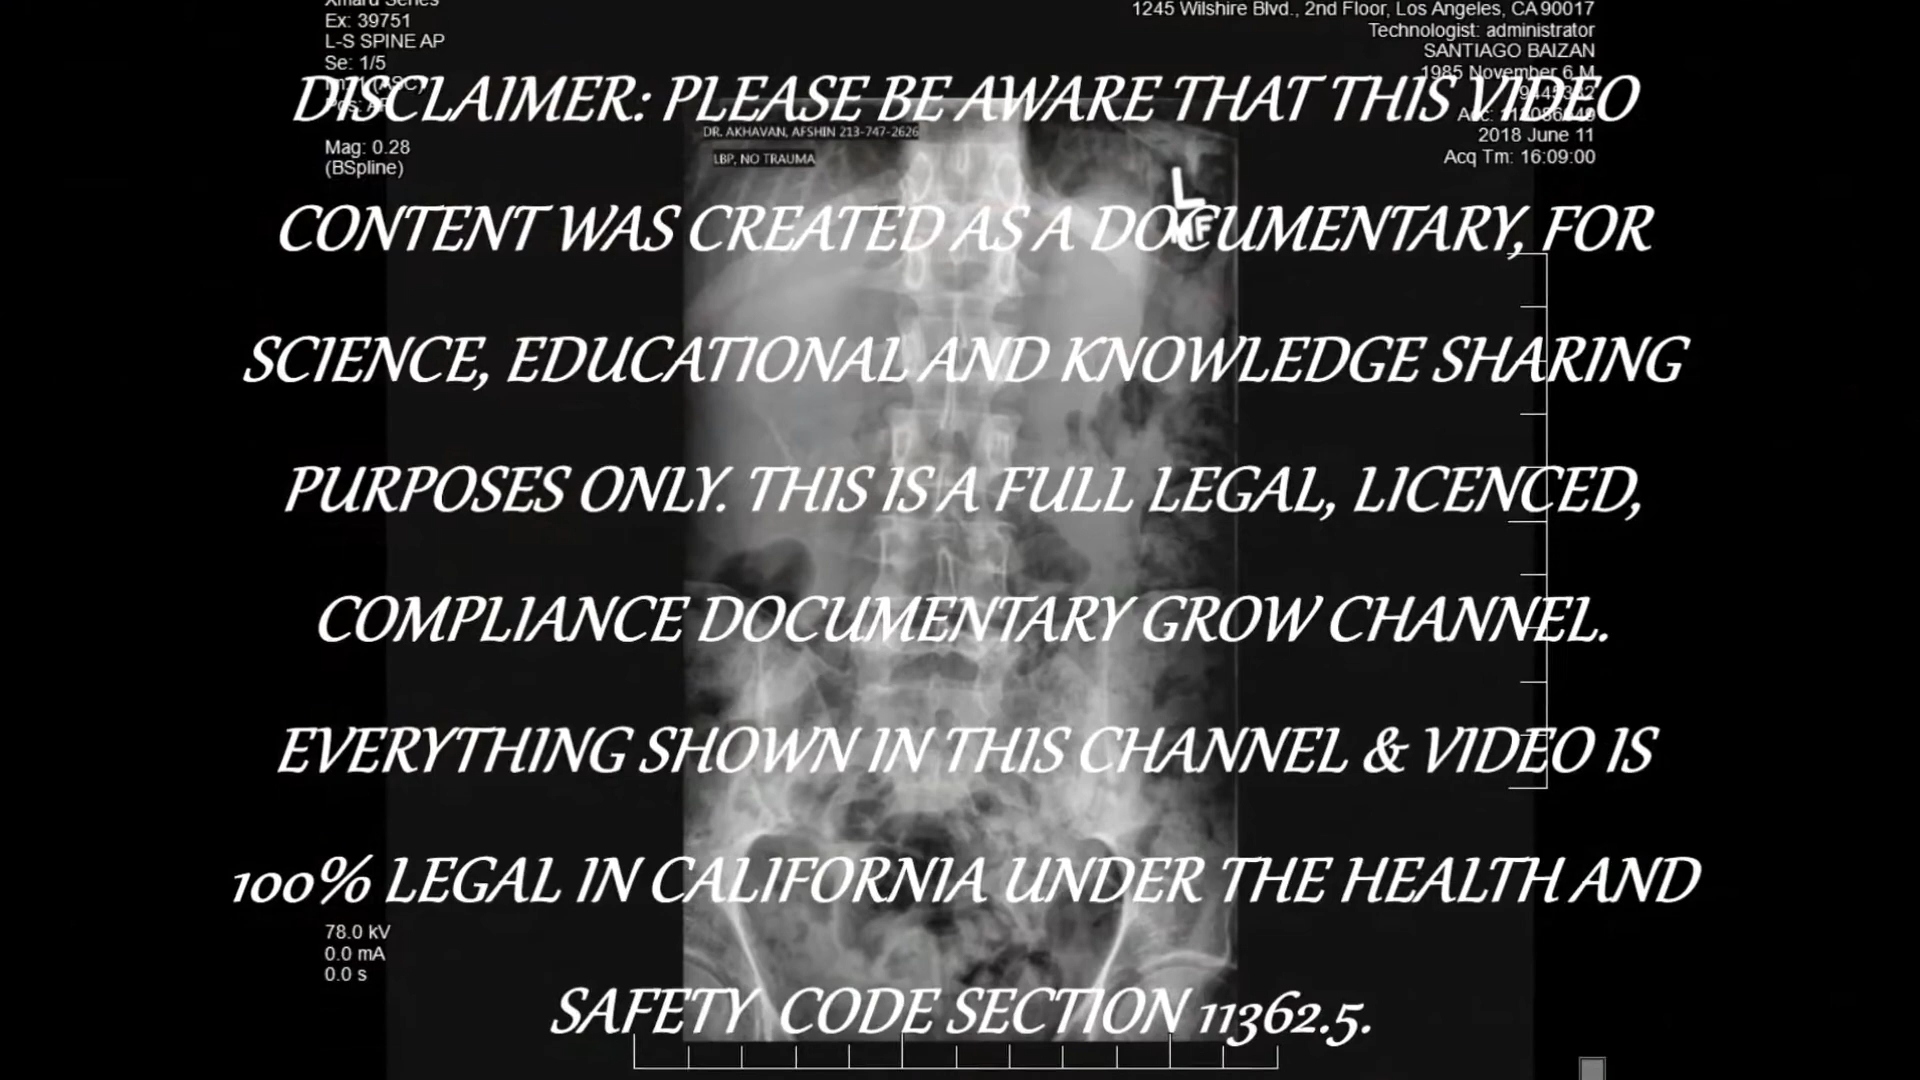 Ex: 39751
L-S SPINE AP
Se: 1/5
Mag: 0.28
(BSpline)
1245 Wilshire Blvd., 2nd Floor, Los Angeles, CA 90017
Technologist: administrator
SANTIAGO BAIZAN
1985 November 6 M
2018 June 11
Acq Tm: 16:09:00
DR. AKHAVAN, AFSHIN 213-747-2626
LBP, NO TRAUMA
L
MF
DISCLAIMER: PLEASE BE AWARE THAT THIS VIDEO
CONTENT WAS CREATED AS A DOCUMENTARY, FOR
SCIENCE, EDUCATIONAL AND KNOWLEDGE SHARING
PURPOSES ONLY. THIS IS A FULL LEGAL, LICENCED,
COMPLIANCE DOCUMENTARY GROW CHANNEL.
EVERYTHING SHOWN IN THIS CHANNEL & VIDEO IS
100% LEGAL IN CALIFORNIA UNDER THE HEALTH AND
SAFETY CODE SECTION 11362.5.
78.0 kV
0.0 mA
0.0 s